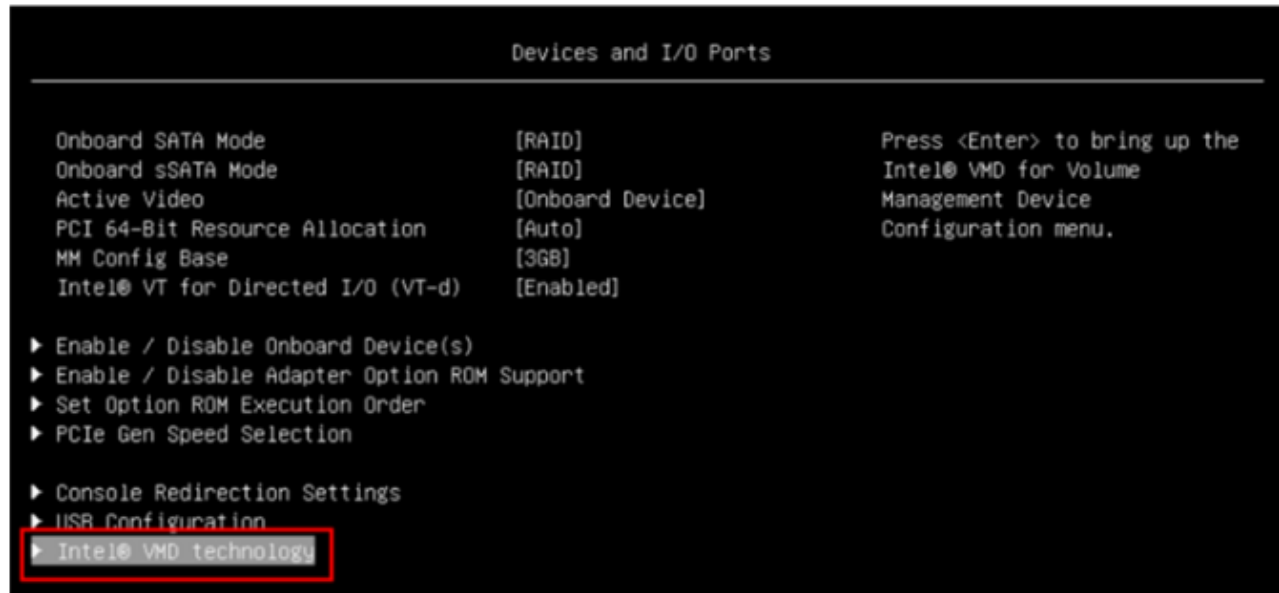 Devices and I/O Ports
Onboard SATA Mode [RAID]
Onboard sSATA Mode [RAID]
Active Video [Onboard Device]
PCI 64-Bit Resource Allocation [Auto]
MM Config Base [3GB]
Intel® VT for Directed I/O (VT-d) [Enabled]
Enable / Disable Onboard Device(s)
Enable / Disable Adapter Option ROM Support
Set Option ROM Execution Order
PCIe Gen Speed Selection
Console Redirection Settings
USB Configuration
Intel® VMD technology
Press <Enter> to bring up the
Intel® VMD for Volume
Management Device
Configuration menu.